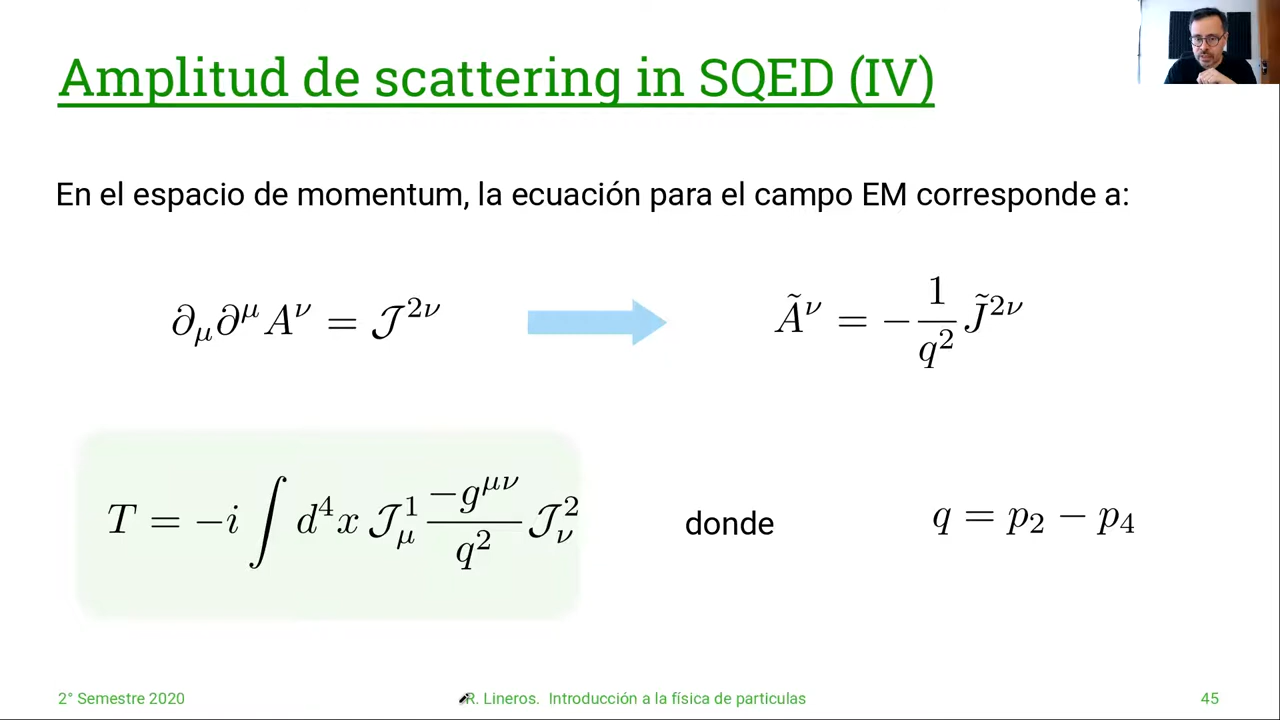 Amplitud de scattering in SQED (IV)
En el espacio de momentum, la ecuación para el campo EM corresponde a:
∂_μ ∂^μ A^ν = 𝒥^{2ν}
Ã^ν = − 1/q² J̃^{2ν}
T = −i ∫ d⁴x 𝒥^1_μ (−g^{μν})/q² 𝒥^2_ν donde q = p₂ − p₄
2° Semestre 2020 R. Lineros. Introducción a la física de particulas 45